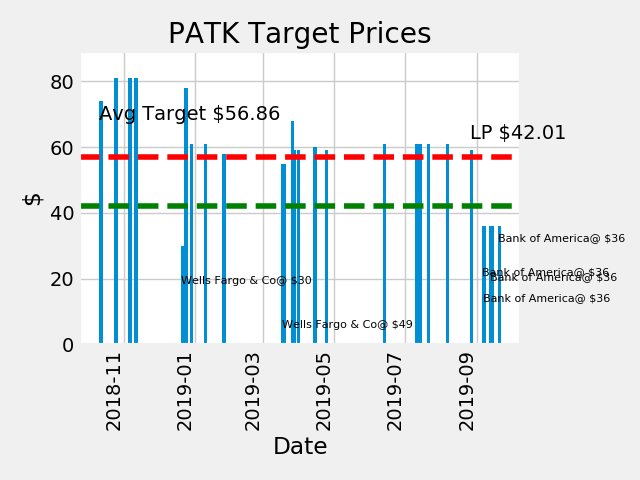 PATK Target Prices
80
Avg Target $56.86
LP $42.01
60
$
40
Bank of America@ $36
Bank of America@ $36
Wells Fargo & Co@ $30
Bank of America@ $36
20
Bank of America@ $36
Wells Fargo & Co@ $49
0
2018-11
2019-01
2019-03
2019-05
2019-07
2019-09
Date